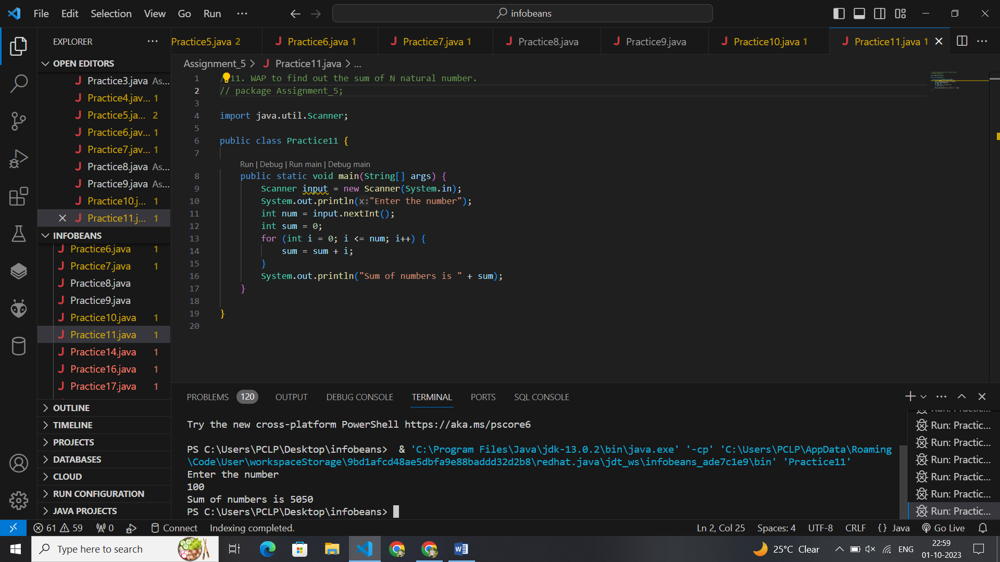 File Edit Selection View Go Run ···
infobeans
EXPLORER ···
Practice5.java 2 Practice6.java 1 Practice7.java 1 Practice8.java Practice9.java Practice10.java 1 Practice11.java 1
OPEN EDITORS
Practice3.java As...
Practice4.jav... 1
Practice5.ja... 2
Practice6.jav... 1
Practice7.jav... 1
Practice8.java As...
Practice9.java As...
Practice10.j... 1
Practice11.j... 1
INFOBEANS
Practice6.java 1
Practice7.java 1
Practice8.java
Practice9.java
Practice10.java 1
Practice11.java 1
Practice14.java 1
Practice16.java 1
Practice17.java 1
OUTLINE
TIMELINE
PROJECTS
DATABASES
CLOUD
RUN CONFIGURATION
JAVA PROJECTS
Assignment_5 > Practice11.java > ...
1 / 11. WAP to find out the sum of N natural number.
2 // package Assignment_5;
3
4 import java.util.Scanner;
5
6 public class Practice11 {
7
Run | Debug | Run main | Debug main
8 public static void main(String[] args) {
9 Scanner input = new Scanner(System.in);
10 System.out.println(x:"Enter the number");
11 int num = input.nextInt();
12 int sum = 0;
13 for (int i = 0; i <= num; i++) {
14 sum = sum + i;
15 }
16 System.out.println("Sum of numbers is " + sum);
17 }
18
19 }
20
PROBLEMS 120 OUTPUT DEBUG CONSOLE TERMINAL PORTS SQL CONSOLE
Try the new cross-platform PowerShell https://aka.ms/pscore6
PS C:\Users\PCLP\Desktop\infobeans> & 'C:\Program Files\Java\jdk-13.0.2\bin\java.exe' '-cp' 'C:\Users\PCLP\AppData\Roaming
\Code\User\workspaceStorage\9bd1afcd48ae5dbfa9e88baddd32d2b8\redhat.java\jdt_ws\infobeans_ade7c1e9\bin' 'Practice11'
Enter the number
100
Sum of numbers is 5050
PS C:\Users\PCLP\Desktop\infobeans>
Run: Practic...
Run: Practic...
Run: Practic...
Run: Practic...
Run: Practic...
Run: Practic...
61 59 0 Connect Indexing completed. Ln 2, Col 25 Spaces: 4 UTF-8 CRLF {} Java Go Live
Type here to search
25°C Clear ENG
22:59
01-10-2023